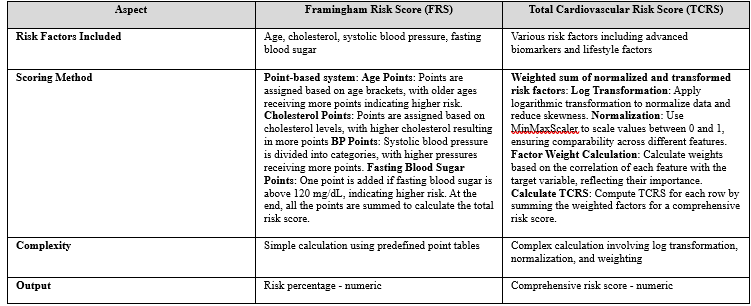 Aspect
Framingham Risk Score (FRS)
Total Cardiovascular Risk Score (TCRS)
Risk Factors Included
Age, cholesterol, systolic blood pressure, fasting
blood sugar
Various risk factors including advanced
biomarkers and lifestyle factors
Scoring Method
Point-based system: Age Points: Points are
assigned based on age brackets, with older ages
receiving more points indicating higher risk.
Cholesterol Points: Points are assigned based on
cholesterol levels, with higher cholesterol resulting
in more points BP Points: Systolic blood pressure
is divided into categories, with higher pressures
receiving more points. Fasting Blood Sugar
Points: One point is added if fasting blood sugar is
above 120 mg/dL, indicating higher risk. At the
end, all the points are summed to calculate the total
risk score.
Weighted sum of normalized and transformed
risk factors: Log Transformation: Apply
logarithmic transformation to normalize data and
reduce skewness. Normalization: Use
MinMaxScaler to scale values between 0 and 1,
ensuring comparability across different features.
Factor Weight Calculation: Calculate weights
based on the correlation of each feature with the
target variable, reflecting their importance.
Calculate TCRS: Compute TCRS for each row by
summing the weighted factors for a comprehensive
risk score.
Complexity
Simple calculation using predefined point tables
Complex calculation involving log transformation,
normalization, and weighting
Output
Risk percentage - numeric
Comprehensive risk score - numeric